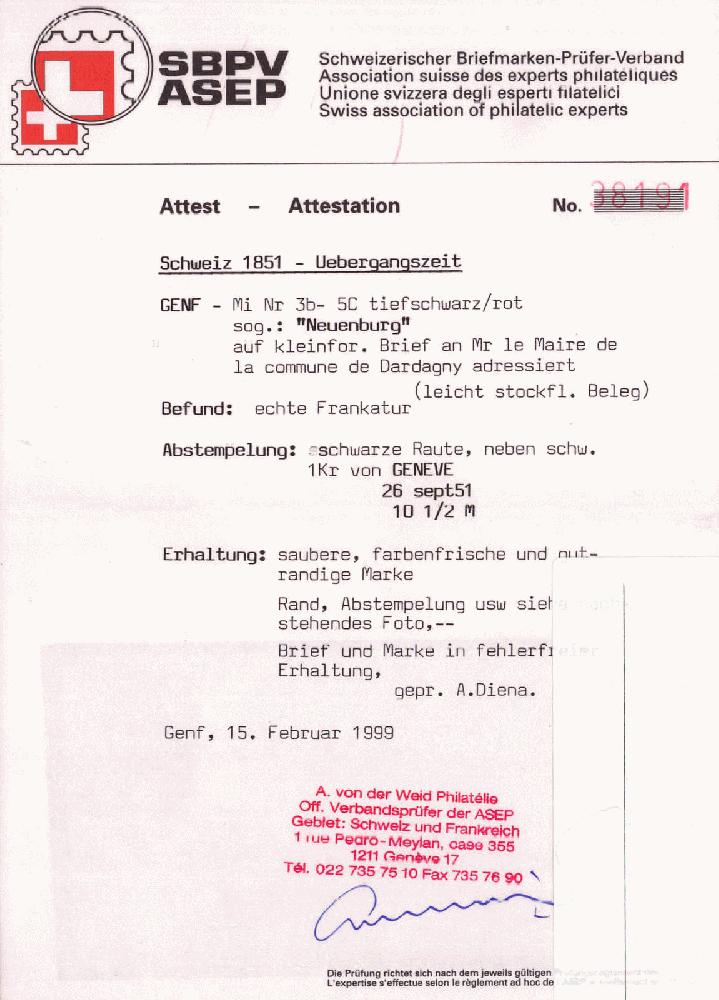 SBPV
ASEP
Schweizerischer Briefmarken-Prüfer-Verband
Association suisse des experts philatéliques
Unione svizzera degli esperti filatelici
Swiss association of philatelic experts
Attest – Attestation No. 38191
Schweiz 1851 - Uebergangszeit
GENF - Mi Nr 3b- 5C tiefschwarz/rot
sog.: "Neuenburg"
auf kleinfor. Brief an Mr le Maire de
la commune de Dardagny adressiert
(leicht stockfl. Beleg)
Befund: echte Frankatur
Abstempelung: schwarze Raute, neben schw.
1Kr von GENEVE
26 sept51
10 1/2 M
Erhaltung: saubere, farbenfrische und gut-
randige Marke
Rand, Abstempelung usw siehe nach-
stehendes Foto,--
Brief und Marke in fehlerfreier
Erhaltung,
gepr. A.Diena.
Genf, 15. Februar 1999
A. von der Weid Philatélie
Off. Verbandsprüfer der ASEP
Gebiet: Schweiz und Frankreich
1 rue Pedro-Meylan, case 355
1211 Genève 17
Tél. 022 735 75 10 Fax 735 76 90
Die Prüfung richtet sich nach dem jeweils gültigen
L'expertise s'effectue selon le règlement ad hoc de